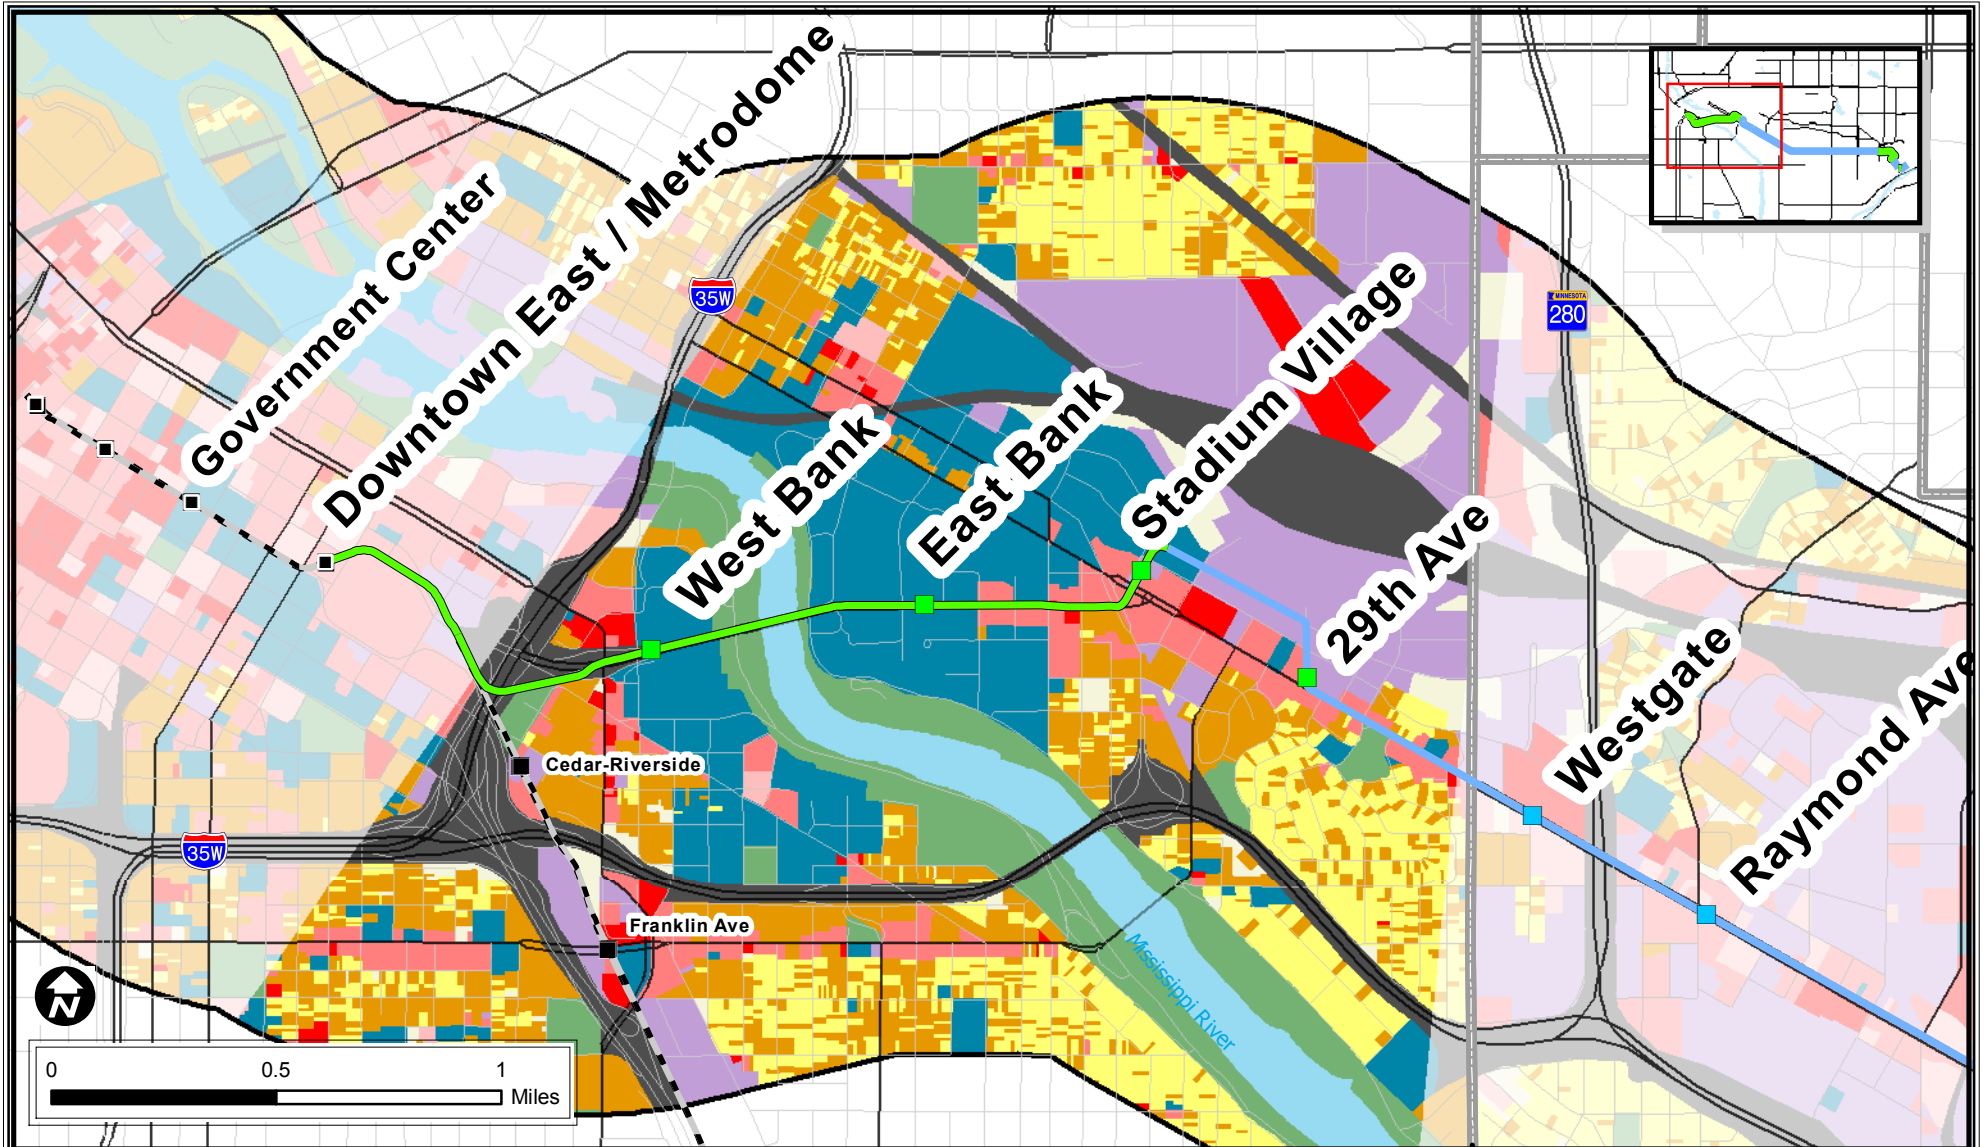 Government Center
Downtown East / Metrodome
35W
MINNESOTA
280
West Bank
East Bank
Stadium Village
29th Ave
Westgate
Raymond Ave
Cedar-Riverside
35W
Franklin Ave
Mississippi River
N
0 0.5 1
Miles